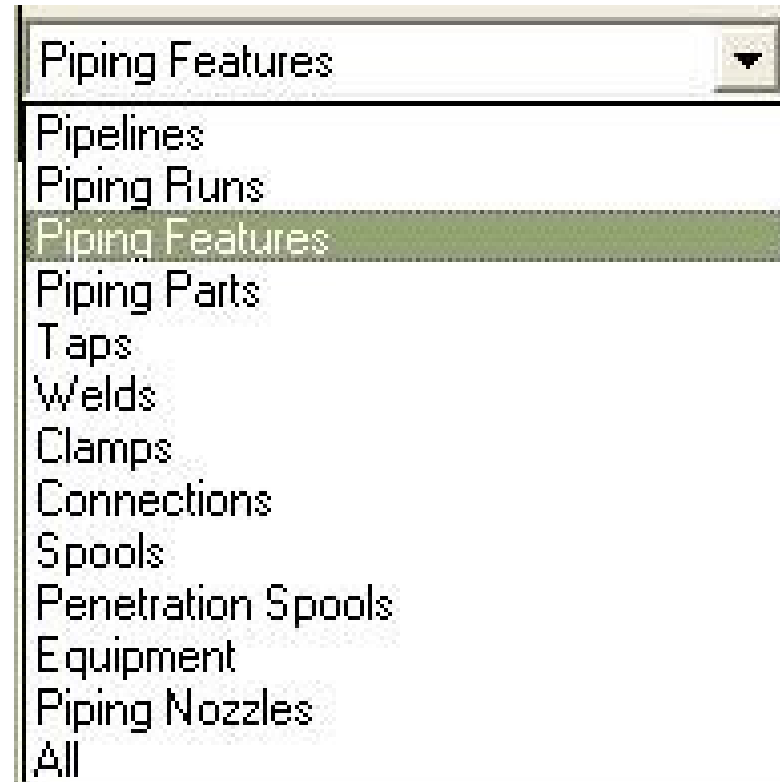 Piping Features
Pipelines
Piping Runs
Piping Features
Piping Parts
Taps
Welds
Clamps
Connections
Spools
Penetration Spools
Equipment
Piping Nozzles
All